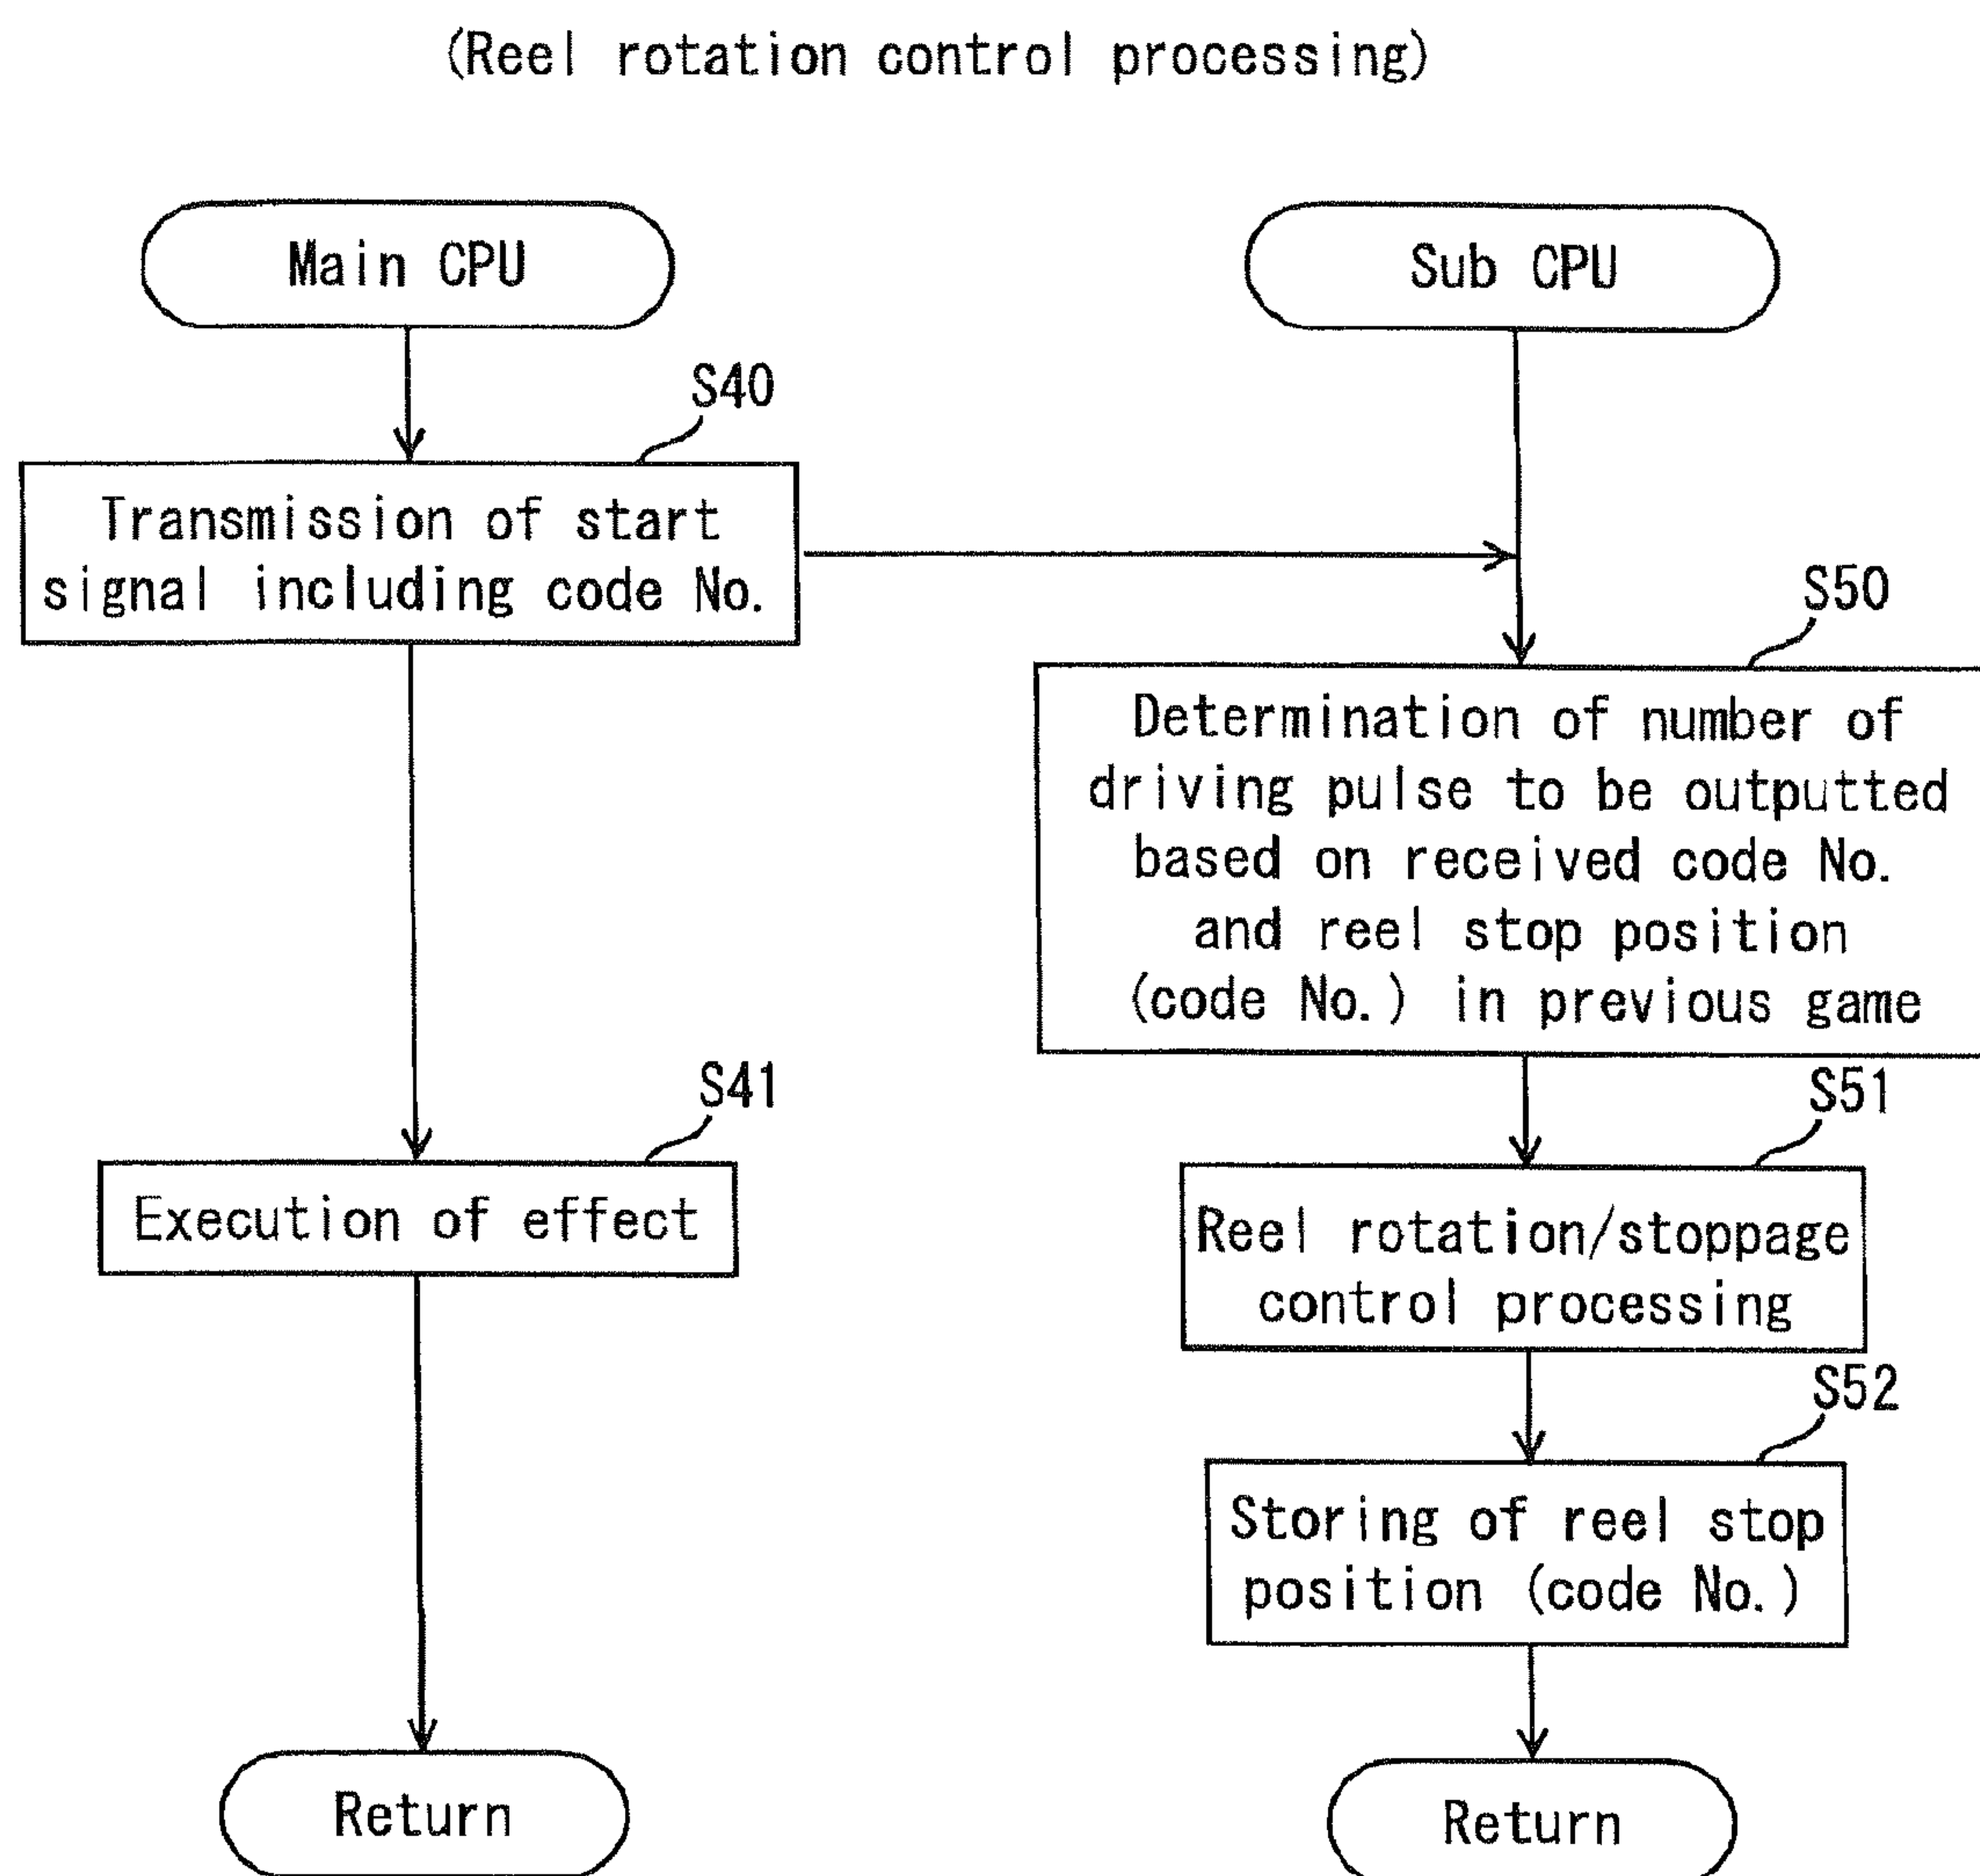 (Reel rotation control processing)
Main CPU
S40
Transmission of start
signal including code No.
S41
Execution of effect
Return
Sub CPU
S50
Determination of number of
driving pulse to be outputted
based on received code No.
and reel stop position
(code No.) in previous game
S51
Reel rotation/stoppage
control processing
S52
Storing of reel stop
position (code No.)
Return